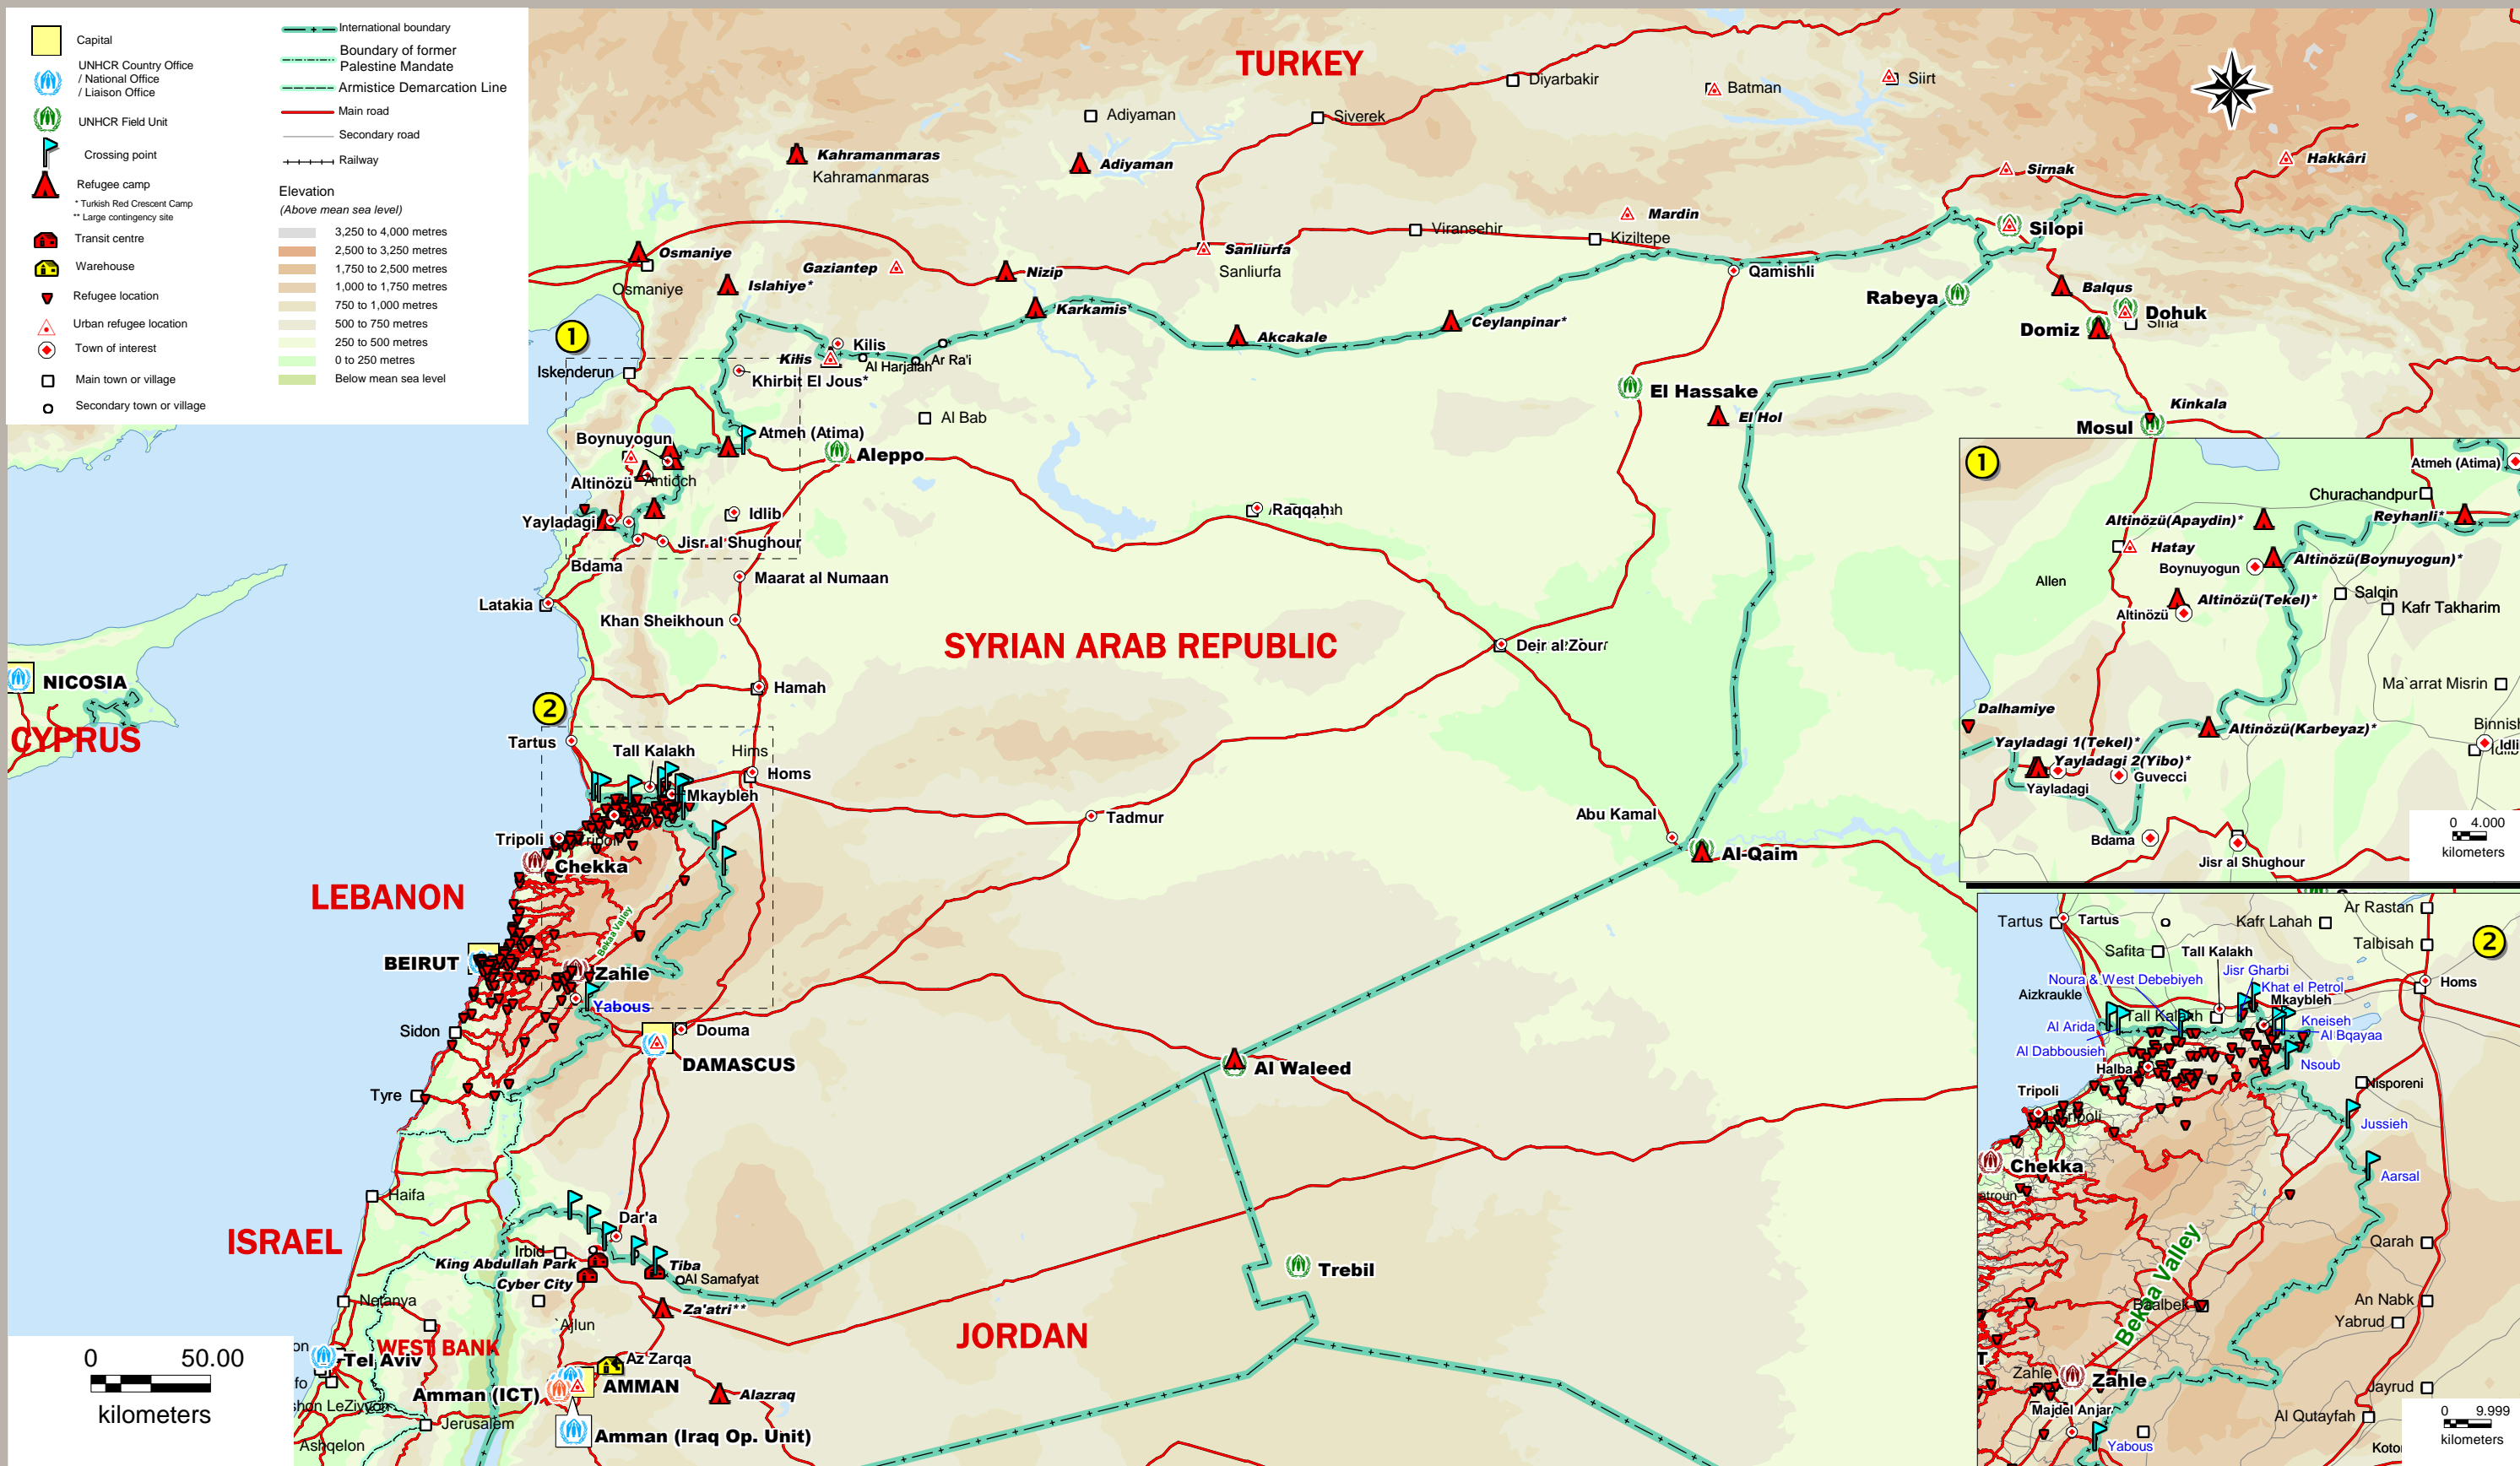 Capital
UNHCR Country Office
/ National Office
/ Liaison Office
UNHCR Field Unit
Crossing point
Refugee camp
* Turkish Red Crescent Camp
** Large contingency site
Transit centre
Warehouse
Refugee location
Urban refugee location
Town of interest
Main town or village
Secondary town or village
International boundary
Boundary of former
Palestine Mandate
Armistice Demarcation Line
Main road
Secondary road
Railway
Elevation
(Above mean sea level)
3,250 to 4,000 metres
2,500 to 3,250 metres
1,750 to 2,500 metres
1,000 to 1,750 metres
750 to 1,000 metres
500 to 750 metres
250 to 500 metres
0 to 250 metres
Below mean sea level
TURKEY
Diyarbakir
Batman
Siirt
Adiyaman
Siverek
Kahramanmaras
Kahramanmaras
Adiyaman
Sirnak
Hakkâri
Mardin
Silopi
Osmaniye
Osmaniye
Gaziantep
Islahiye*
Nizip
Sanliurfa
Sanliurfa
Viransehir
Kiziltepe
Qamishli
Rabeya
Balqus
Dohuk
Domiz
Karkamis
Akcakale
Ceylanpinar*
1
Kilis
Kilis
Al Harjalah
Ar Ra'i
Iskenderun
Khirbit El Jous*
Al Bab
El Hassake
El Hol
Kinkala
Mosul
Boynuyogun
Atmeh (Atima)
Aleppo
Altinözü
Antioch
Yayladagi
Idlib
Raqqah
Jisr al Shughour
Bdama
Maarat al Numaan
Latakia
Khan Sheikhoun
SYRIAN ARAB REPUBLIC
Deir al Zour
NICOSIA
CYPRUS
Hamah
2
Tartus
Tall Kalakh
Hims
Homs
Mkaybleh
Tadmur
Abu Kamal
Al-Qaim
Tripoli
Tripoli
Chekka
LEBANON
Bekaa Valley
BEIRUT
Zahle
Yabous
Sidon
Douma
DAMASCUS
Al Waleed
Tyre
Haifa
ISRAEL
Dar'a
Irbid
King Abdullah Park
Cyber City
Tiba
Al Samafyat
Za'atri**
Trebil
Netanya
`Ajlun
JORDAN
WEST BANK
Tel Aviv
Az Zarqa
AMMAN
Amman (ICT)
Alazraq
Jerusalem
Amman (Iraq Op. Unit)
Ashqelon
0 50.00
kilometers
1
Atmeh (Atima)
Churachandpur
Altinözü(Apaydin)*
Reyhanli*
Hatay
Altinözü(Boynuyogun)*
Boynuyogun
Allen
Salqin
Altinözü(Tekel)*
Kafr Takharim
Altinözü
Ma`arrat Misrin
Dalhamiye
Altinözü(Karbeyaz)*
Yayladagi 1(Tekel)*
Yayladagi 2(Yibo)*
Guvecci
Yayladagi
Bdama
Jisr al Shughour
0 4.000
kilometers
2
Tartus
Tartus
Kafr Lahah
Ar Rastan
Safita
Tall Kalakh
Talbisah
Noura & West Debebiyeh
Jisr Gharbi
Khat el Petrol
Homs
Aizkraukle
Mkaybleh
Tall Kalakh
Kneiseh
Al Arida
Al Bqayaa
Al Dabbousieh
Nsoub
Halba
Nisporeni
Tripoli
Tripoli
Jussieh
Chekka
Aarsal
Bekaa Valley
Qarah
Baalbek
An Nabk
Yabrud
Zahle
Zahle
Jayrud
Majdel Anjar
Al Qutayfah
Yabous
0 9.999
kilometers